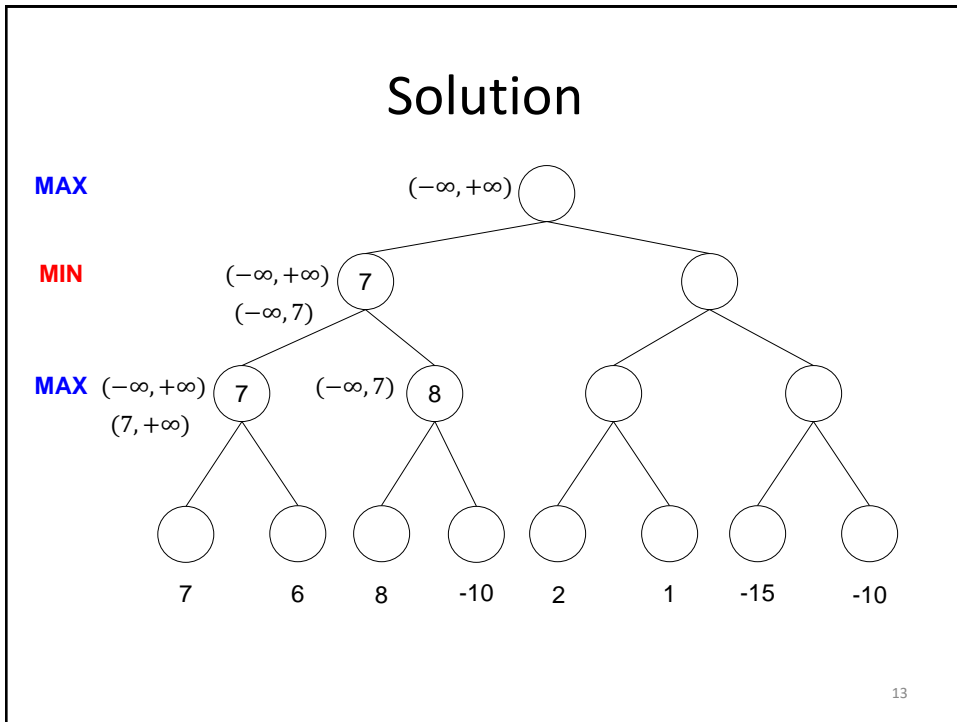 Solution
MAX (−∞, +∞)
MIN (−∞, +∞) 7
(−∞, 7)
MAX (−∞, +∞) 7 (−∞, 7) 8
(7, +∞)
7 6 8 -10 2 1 -15 -10
13